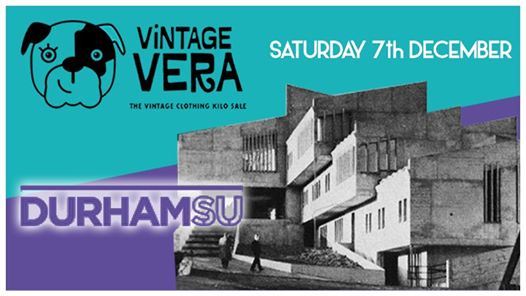 ViNTAGE
VERA
THE VINTAGE CLOTHING KILO SALE
SATURDAY 7th DECEMBER
DURHAMSU